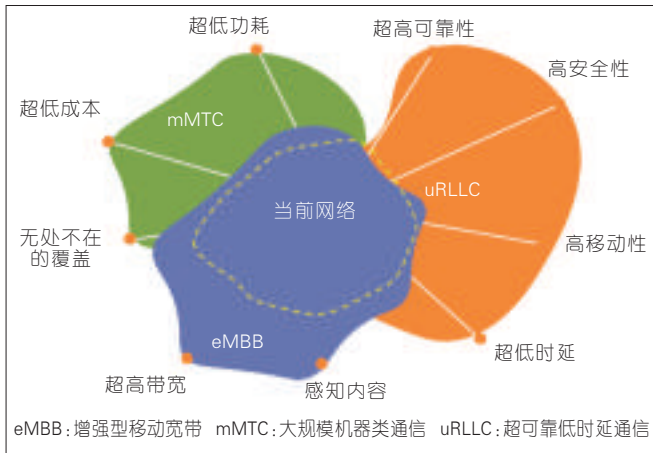 超低功耗
超高可靠性
高安全性
超低成本
mMTC
uRLLC
当前网络
无处不在
的覆盖
高移动性
eMBB
超低时延
超高带宽
感知内容
eMBB:增强型移动宽带 mMTC:大规模机器类通信 uRLLC:超可靠低时延通信